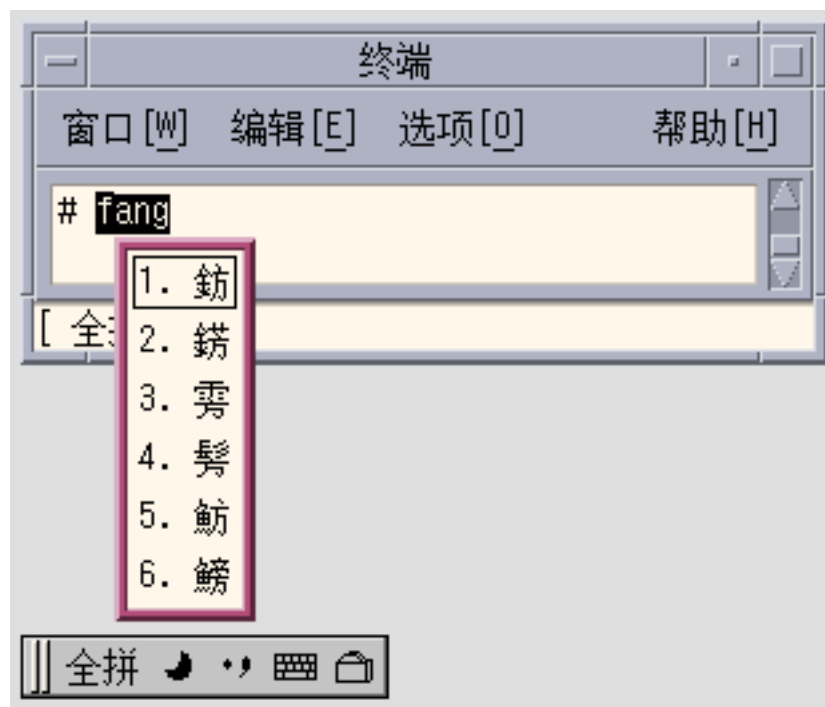 终端
窗口[W] 编辑[E] 选项[O] 帮助[H]
# fang
[ 全
1. 鈁
2. 鎊
3. 雱
4. 髣
5. 魴
6. 鰟
全拼